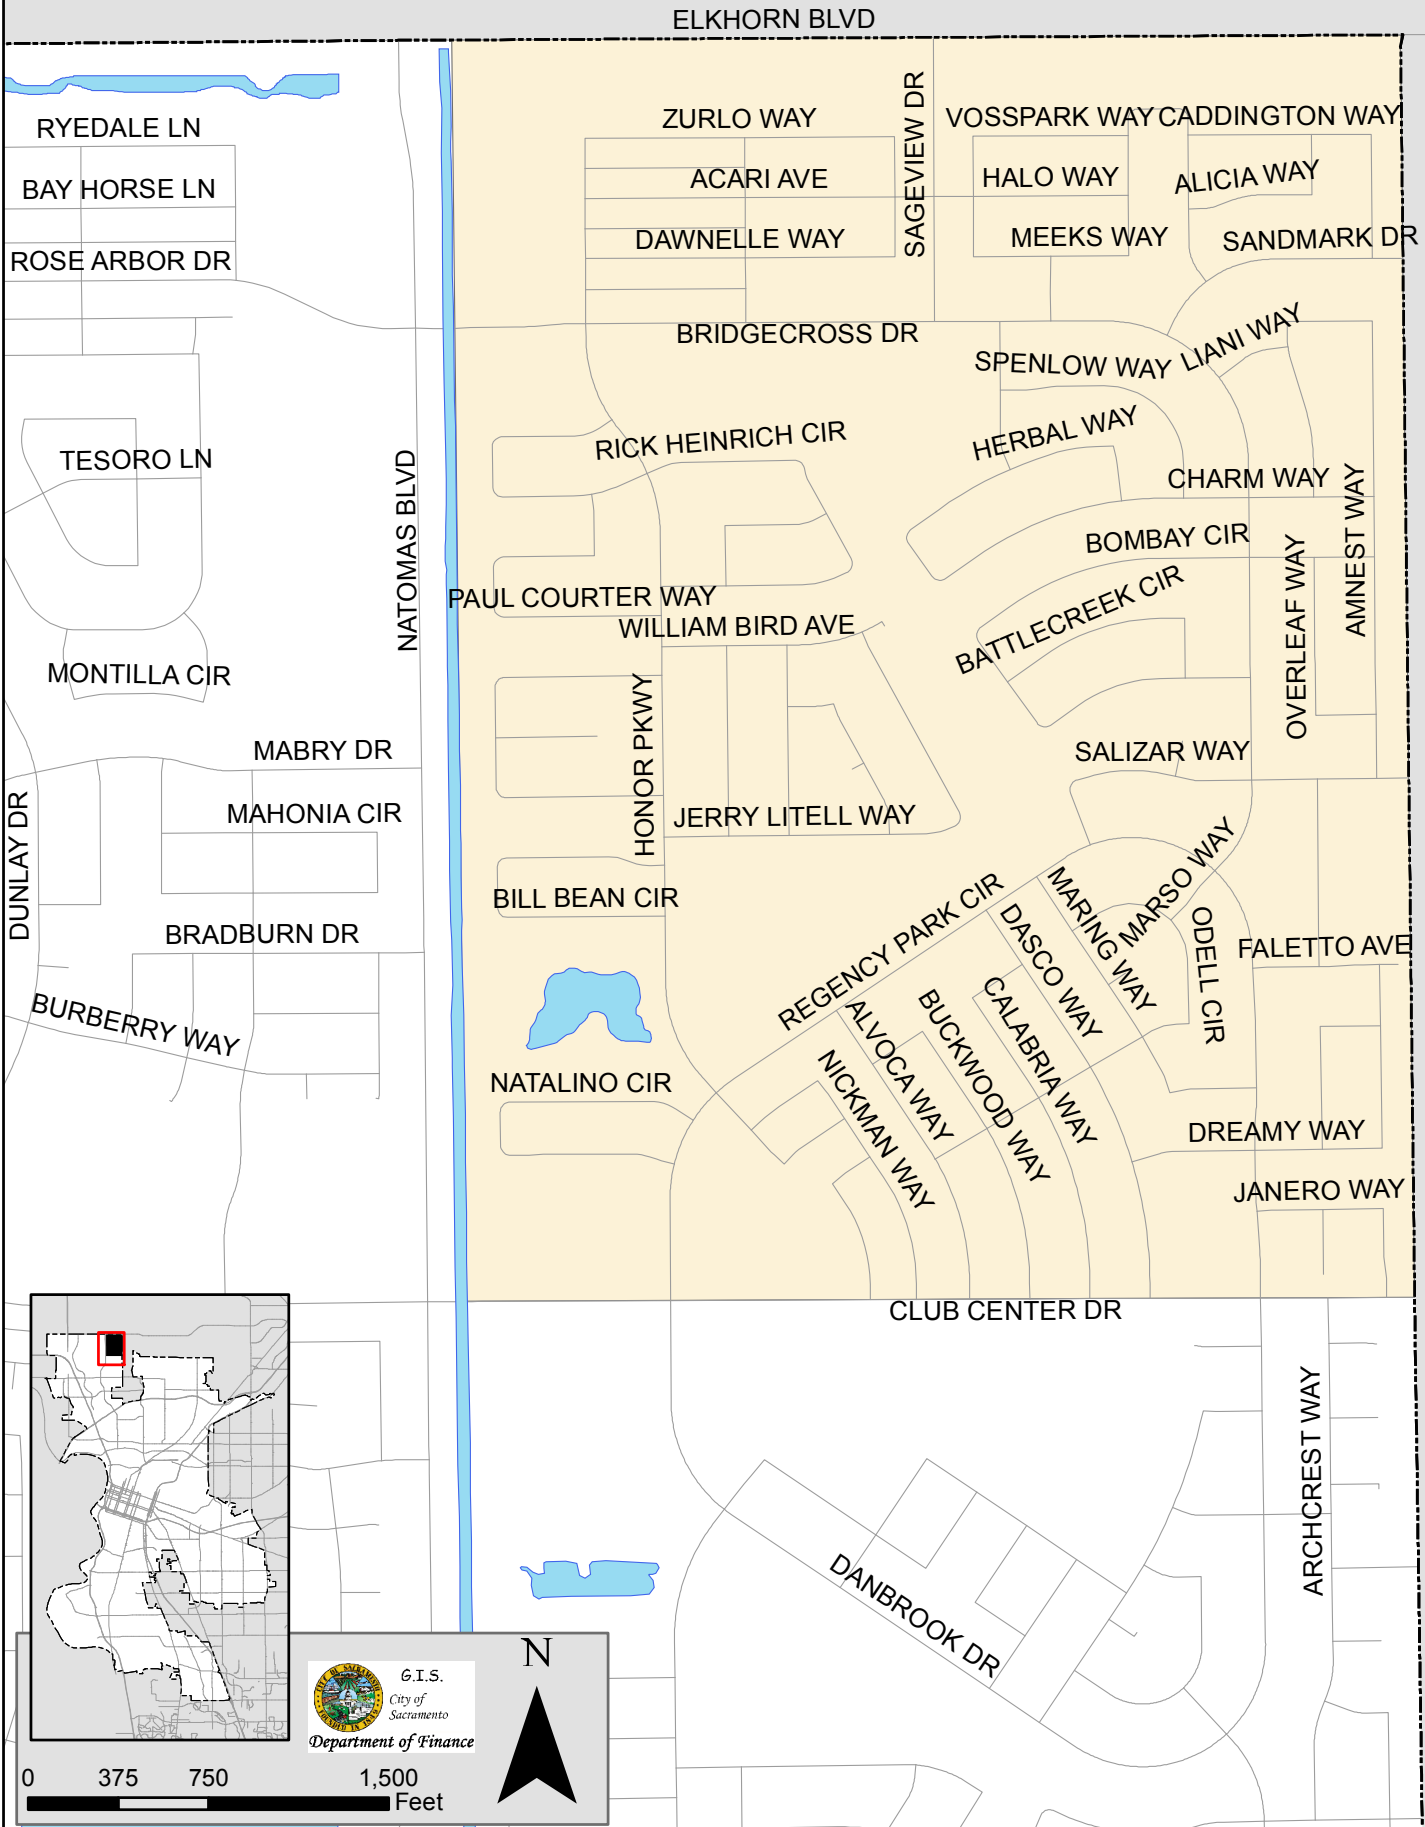 ELKHORN BLVD
ZURLO WAY
SAGEVIEW DR
VOSSPARK WAY
CADDINGTON WAY
RYEDALE LN
ACARI AVE
HALO WAY
ALICIA WAY
BAY HORSE LN
DAWNELLE WAY
MEEKS WAY
SANDMARK DR
ROSE ARBOR DR
BRIDGECROSS DR
SPENLOW WAY
LIANI WAY
RICK HEINRICH CIR
HERBAL WAY
TESORO LN
NATOMAS BLVD
CHARM WAY
AMNEST WAY
BOMBAY CIR
OVERLEAF WAY
PAUL COURTER WAY
BATTLECREEK CIR
WILLIAM BIRD AVE
MONTILLA CIR
HONOR PKWY
MABRY DR
SALIZAR WAY
DUNLAY DR
MAHONIA CIR
JERRY LITELL WAY
MARSO WAY
BILL BEAN CIR
REGENCY PARK CIR
MARING WAY
DASCO WAY
ODELL CIR
BRADBURN DR
FALETTO AVE
BURBERRY WAY
CALABRIA WAY
BUCKWOOD WAY
ALVOCA WAY
NATALINO CIR
NICKMAN WAY
DREAMY WAY
JANERO WAY
CLUB CENTER DR
ARCHCREST WAY
DANBROOK DR
N
CITY OF SACRAMENTO
FOUNDED IN 1849
G.I.S.
City of
Sacramento
Department of Finance
0 375 750 1,500
Feet